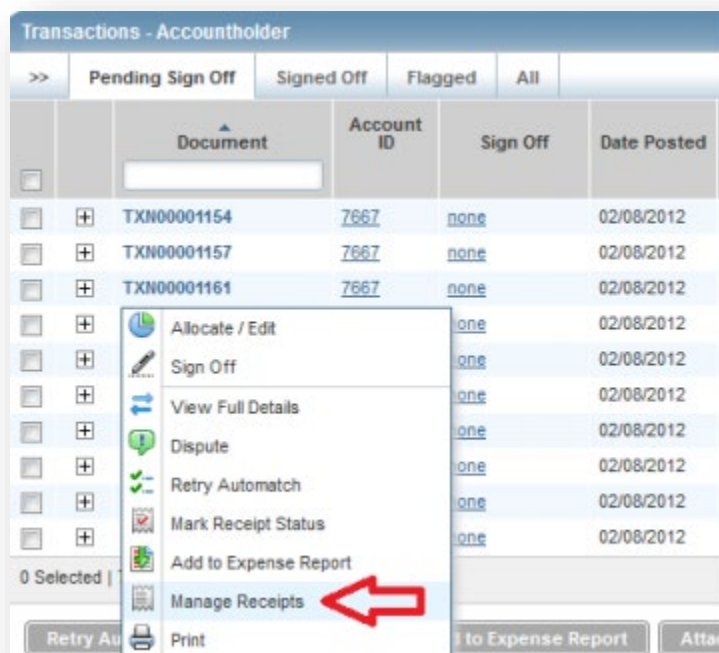 Transactions - Accountholder
>> Pending Sign Off Signed Off Flagged All
Document Account ID Sign Off Date Posted
TXN00001154 7667 none 02/08/2012
TXN00001157 7667 none 02/08/2012
TXN00001161 7667 none 02/08/2012
Allocate / Edit one 02/08/2012
Sign Off one 02/08/2012
View Full Details one 02/08/2012
Dispute one 02/08/2012
Retry Automatch one 02/08/2012
Mark Receipt Status one 02/08/2012
Add to Expense Report one 02/08/2012
0 Selected |
Manage Receipts
Retry Au Print to Expense Report Atta